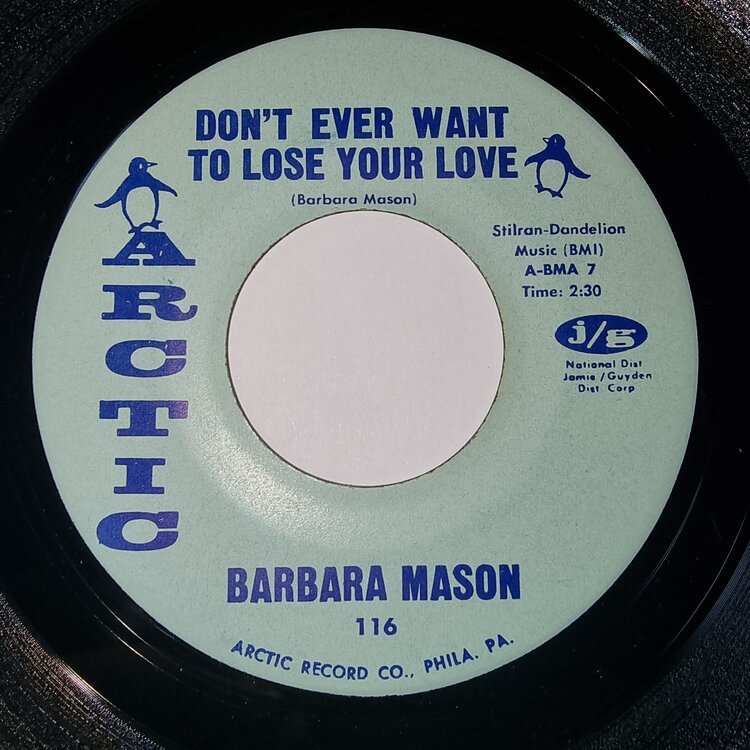 DON'T EVER WANT
TO LOSE YOUR LOVE
(Barbara Mason)
ARCTIC
Stilran-Dandelion
Music (BMI)
A-BMA 7
Time: 2:30
j/g
National Dist
Jamie/Guyden
Dist Corp
BARBARA MASON
116
ARCTIC RECORD CO., PHILA. PA.